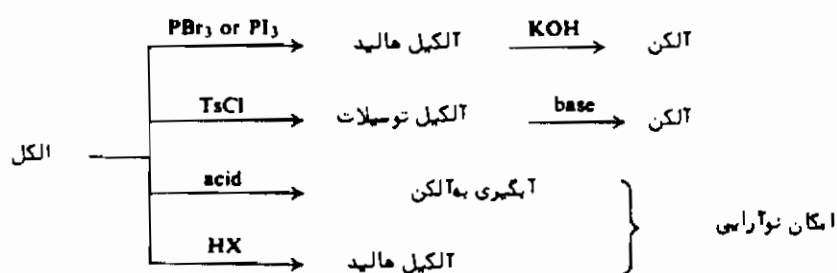 PBr₃ or PI₃
آلکیل هالید
KOH
آلکن
TsCl
آلکیل توسیلات
base
آلکن
الکل
acid
آبگیری به‌آلکن
امکان نوآرایی
HX
آلکیل هالید